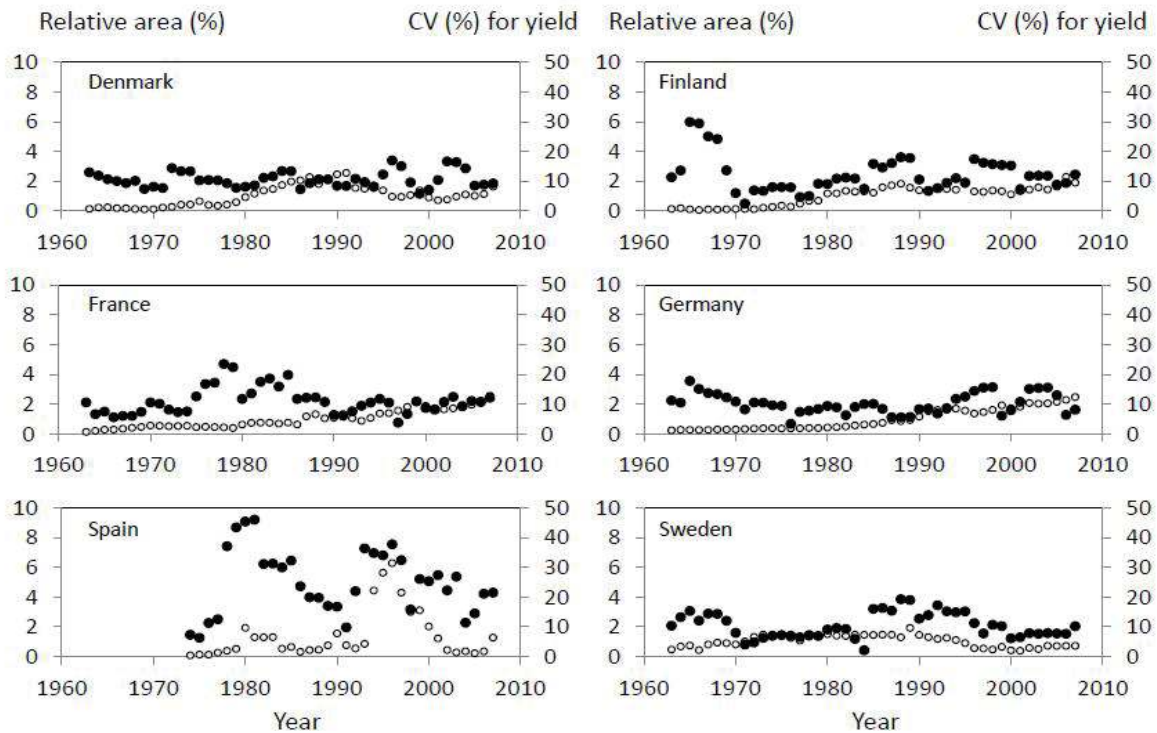 Relative area (%) CV (%) for yield Relative area (%) CV (%) for yield
10 50 10 50
8 Denmark 40 8 Finland 40
6 30 6 30
4 20 4 20
2 10 2 10
0 0 0 0
1960 1970 1980 1990 2000 2010 1960 1970 1980 1990 2000 2010
10 50 10 50
8 France 40 8 Germany 40
6 30 6 30
4 20 4 20
2 10 2 10
0 0 0 0
1960 1970 1980 1990 2000 2010 1960 1970 1980 1990 2000 2010
10 50 10 50
8 Spain 40 8 Sweden 40
6 30 6 30
4 20 4 20
2 10 2 10
0 0 0 0
1960 1970 1980 1990 2000 2010 1960 1970 1980 1990 2000 2010
Year Year